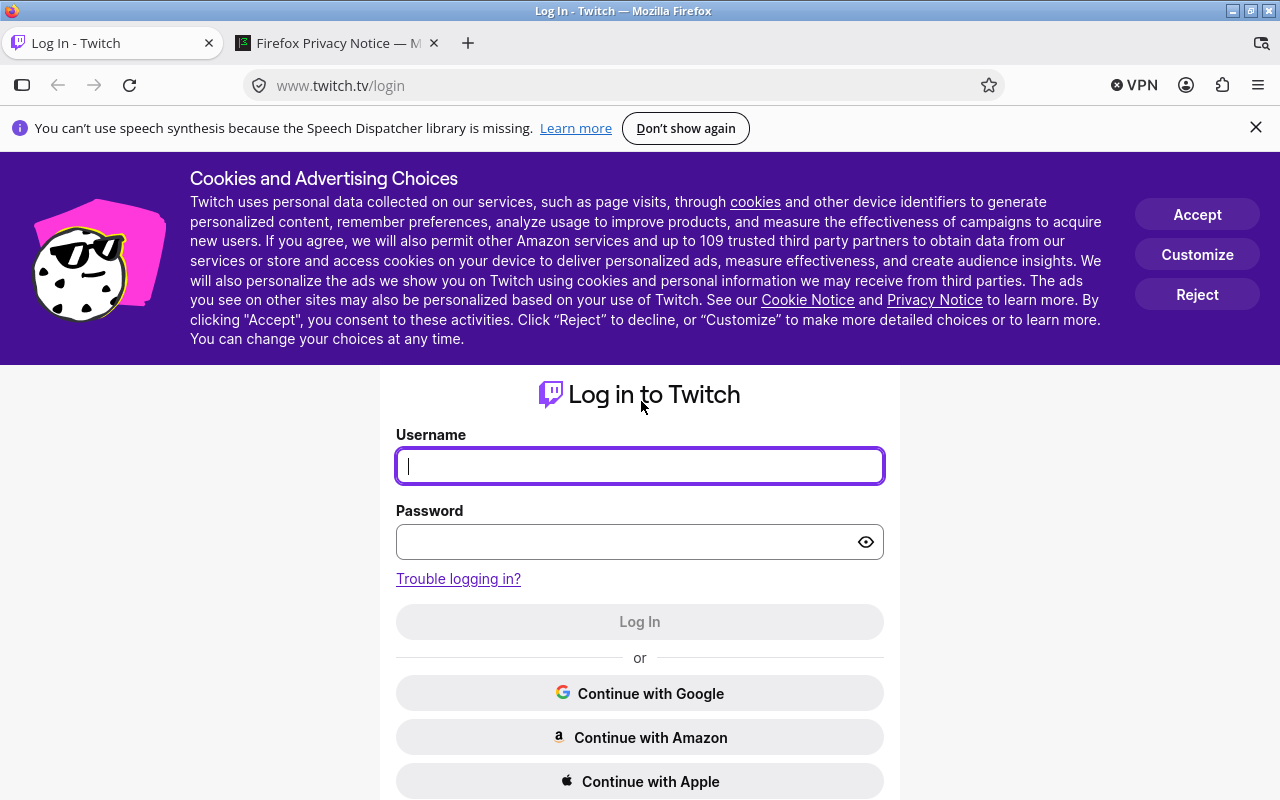 Log In - Twitch — Mozilla Firefox
Log In - Twitch
Firefox Privacy Notice — M
www.twitch.tv/login
VPN
You can't use speech synthesis because the Speech Dispatcher library is missing. Learn more Don't show again
Cookies and Advertising Choices
Twitch uses personal data collected on our services, such as page visits, through cookies and other device identifiers to generate
personalized content, remember preferences, analyze usage to improve products, and measure the effectiveness of campaigns to acquire
new users. If you agree, we will also permit other Amazon services and up to 109 trusted third party partners to obtain data from our
services or store and access cookies on your device to deliver personalized ads, measure effectiveness, and create audience insights. We
will also personalize the ads we show you on Twitch using cookies and personal information we may receive from third parties. The ads
you see on other sites may also be personalized based on your use of Twitch. See our Cookie Notice and Privacy Notice to learn more. By
clicking "Accept", you consent to these activities. Click “Reject” to decline, or “Customize” to make more detailed choices or to learn more.
You can change your choices at any time.
Accept
Customize
Reject
Log in to Twitch
Username
Password
Trouble logging in?
Log In
or
Continue with Google
Continue with Amazon
Continue with Apple